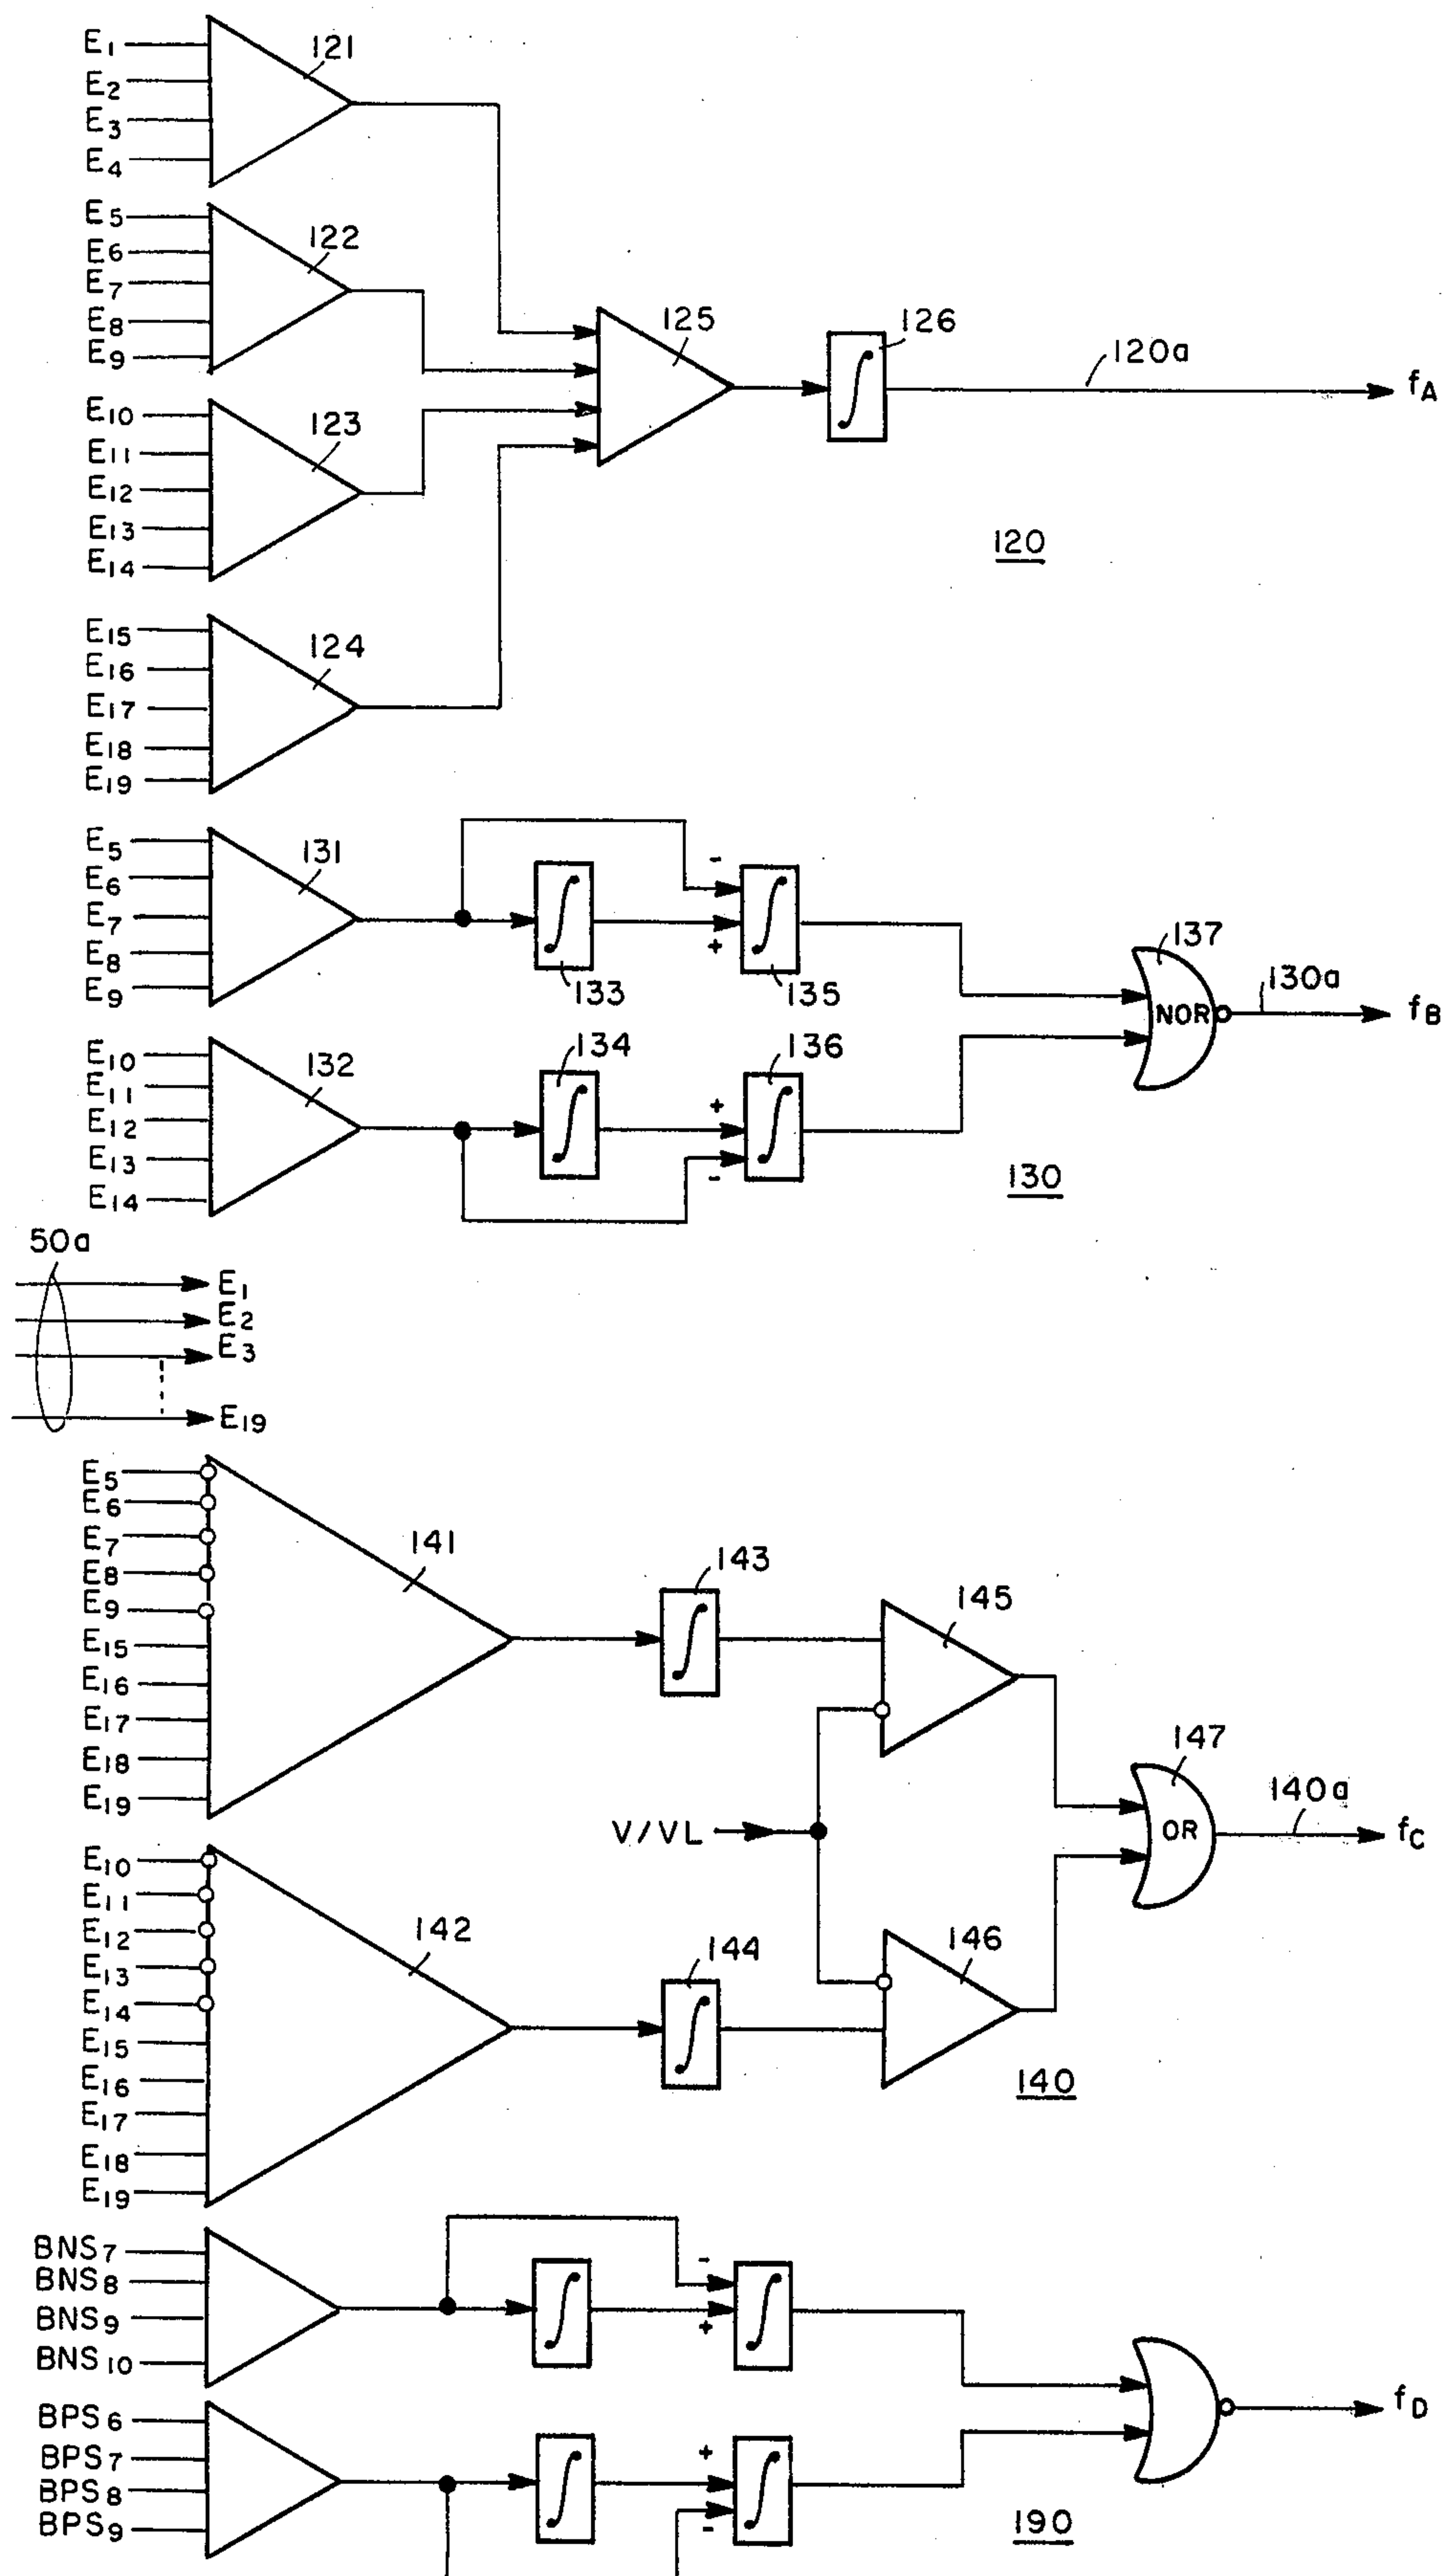 E1
E2
E3
E4
121
E5
E6
E7
E8
E9
122
E10
E11
E12
E13
E14
123
E15
E16
E17
E18
E19
124
125
126
120a
fA
120
E5
E6
E7
E8
E9
131
-
+
133
135
E10
E11
E12
E13
E14
132
134
136
+
-
137
NOR
130a
fB
130
50a
E1
E2
E3
E19
E5
E6
E7
E8
E9
E15
E16
E17
E18
E19
141
143
145
V/VL
E10
E11
E12
E13
E14
E15
E16
E17
E18
E19
142
144
146
147
OR
140a
fC
140
BNS7
BNS8
BNS9
BNS10
-
+
BPS6
BPS7
BPS8
BPS9
+
-
fD
190